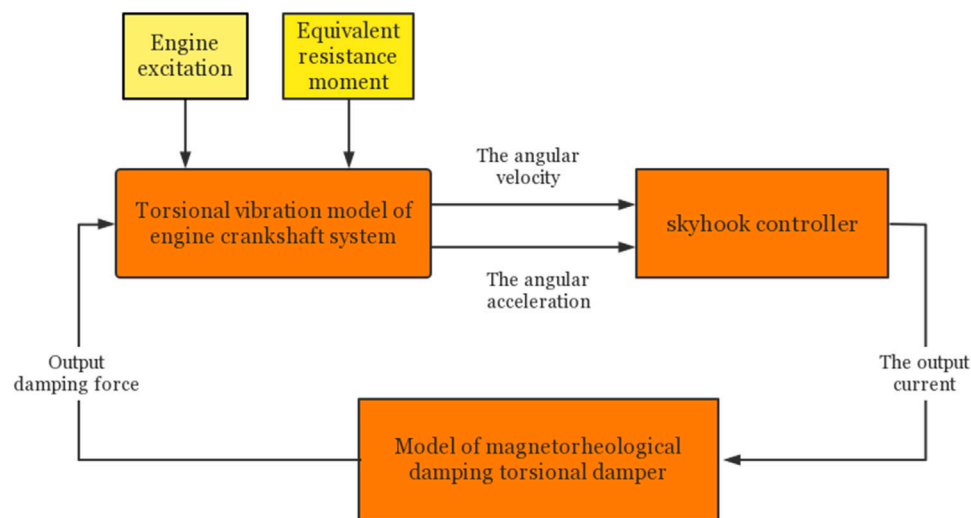 Engine
excitation
Equivalent
resistance
moment
The angular
velocity
Torsional vibration model of
engine crankshaft system
skyhook controller
The angular
acceleration
Output
damping force
The output
current
Model of magnetorheological
damping torsional damper